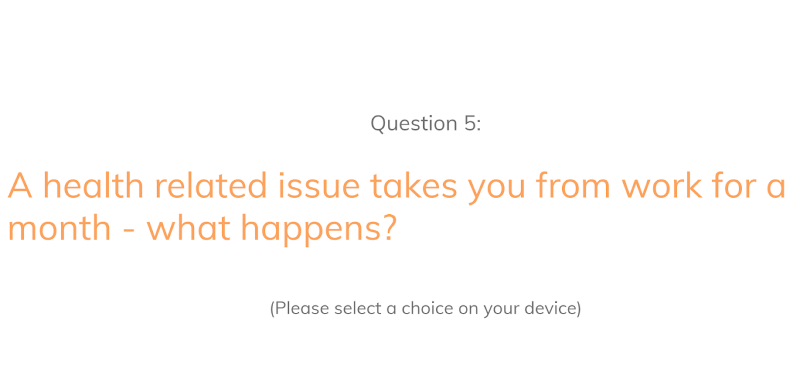 Question 5:
A health related issue takes you from work for a
month - what happens?
(Please select a choice on your device)